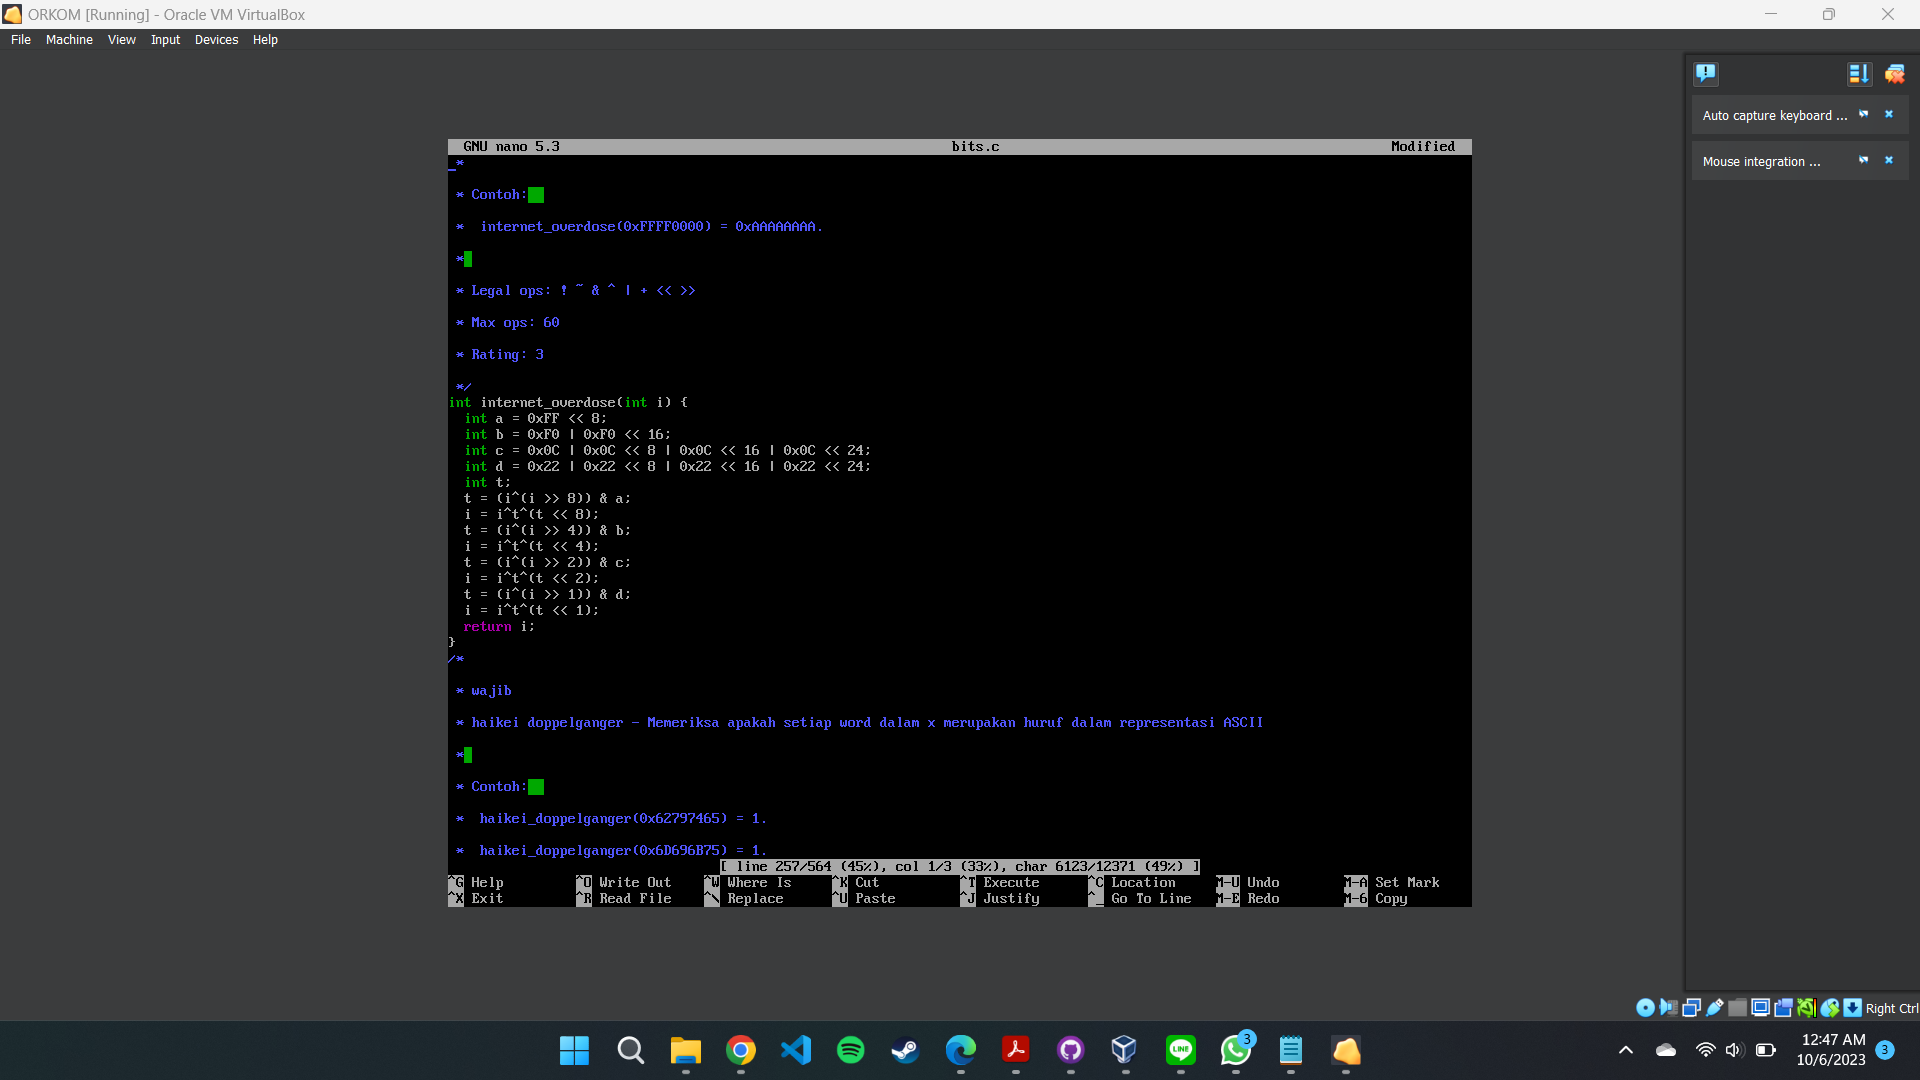 ORKOM [Running] - Oracle VM VirtualBox
File Machine View Input Devices Help
Auto capture keyboard ...
Mouse integration ...
GNU nano 5.3 bits.c Modified
*
* Contoh:
* internet_overdose(0xFFFF0000) = 0xAAAAAAAA.
*
* Legal ops: ! ~ & ^ | + << >>
* Max ops: 60
* Rating: 3
*/
int internet_overdose(int i) {
int a = 0xFF << 8;
int b = 0xF0 | 0xF0 << 16;
int c = 0x0C | 0x0C << 8 | 0x0C << 16 | 0x0C << 24;
int d = 0x22 | 0x22 << 8 | 0x22 << 16 | 0x22 << 24;
int t;
t = (i^(i >> 8)) & a;
i = i^t^(t << 8);
t = (i^(i >> 4)) & b;
i = i^t^(t << 4);
t = (i^(i >> 2)) & c;
i = i^t^(t << 2);
t = (i^(i >> 1)) & d;
i = i^t^(t << 1);
return i;
}
/*
* wajib
* haikei doppelganger - Memeriksa apakah setiap word dalam x merupakan huruf dalam representasi ASCII
*
* Contoh:
* haikei_doppelganger(0x62797465) = 1.
* haikei_doppelganger(0x6D696B75) = 1.
[ line 257/564 (45%), col 1/3 (33%), char 6123/12371 (49%) ]
^G Help ^O Write Out ^W Where Is ^K Cut ^T Execute ^C Location M-U Undo M-A Set Mark
^X Exit ^R Read File ^\ Replace ^U Paste ^J Justify ^_ Go To Line M-E Redo M-6 Copy
Right Ctrl
LINE
3
12:47 AM
10/6/2023
3